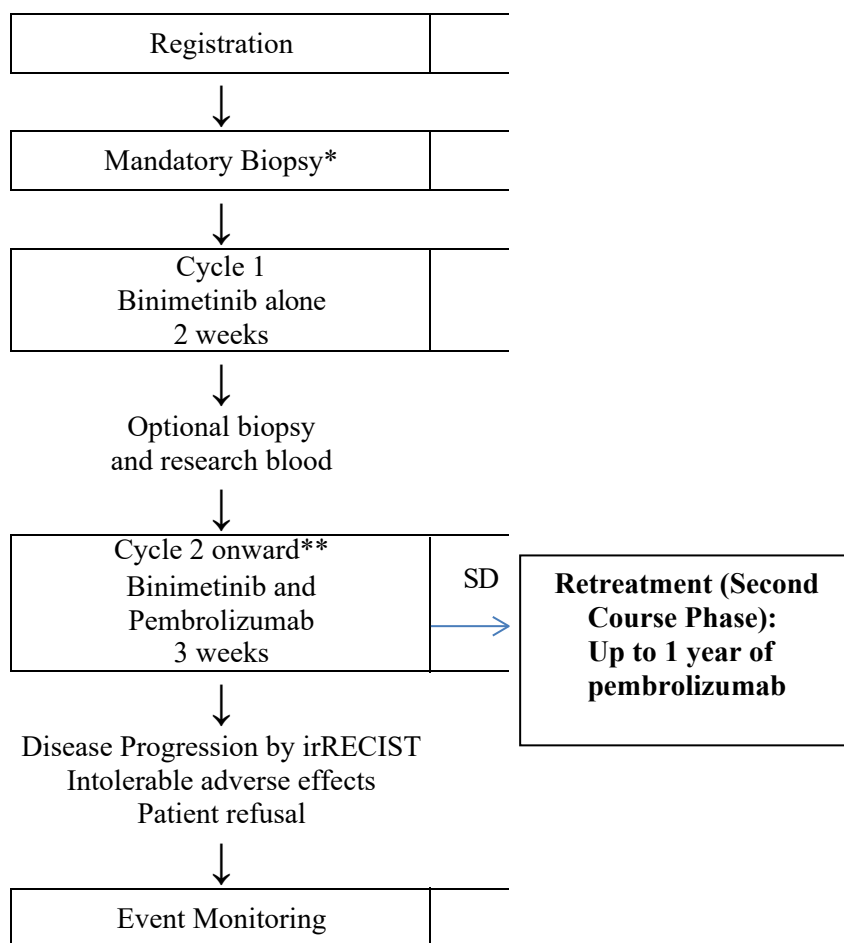 Registration
Mandatory Biopsy*
Cycle 1
Binimetinib alone
2 weeks
Optional biopsy
and research blood
Cycle 2 onward**
Binimetinib and
Pembrolizumab
3 weeks
SD
Retreatment (Second
Course Phase):
Up to 1 year of
pembrolizumab
Disease Progression by irRECIST
Intolerable adverse effects
Patient refusal
Event Monitoring